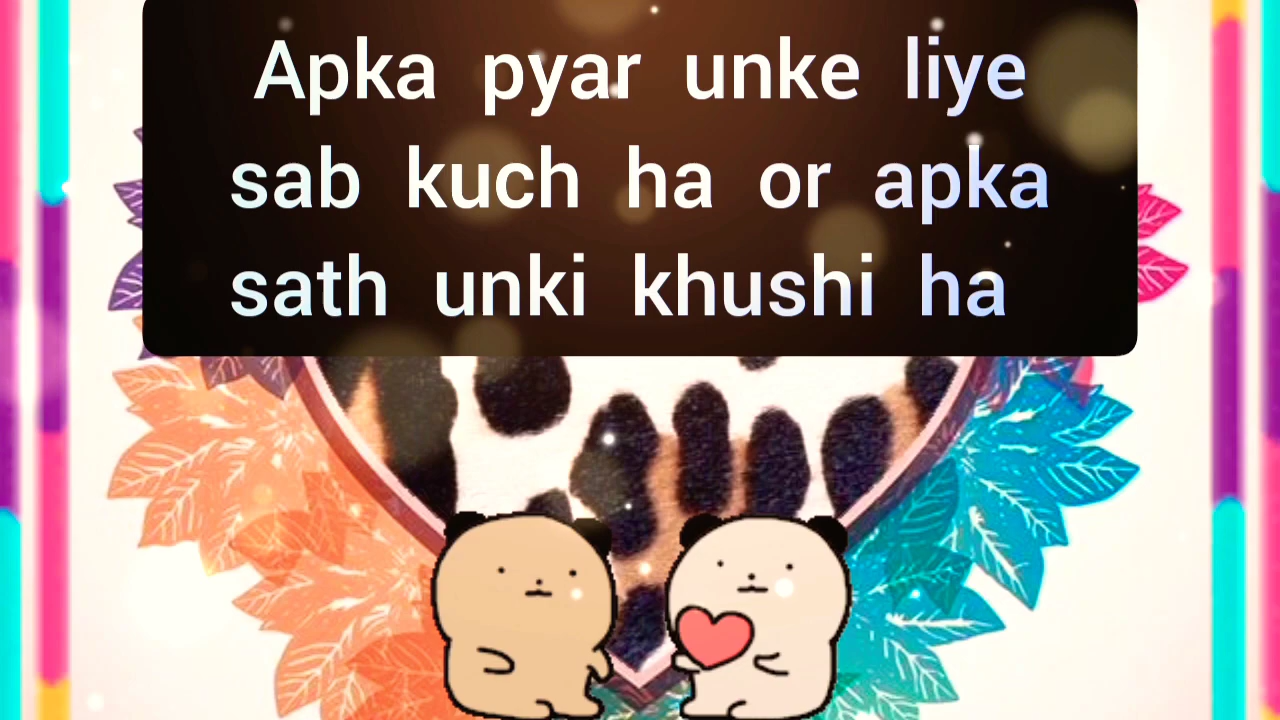 Apka pyar unke liye
sab kuch ha or apka
sath unki khushi ha